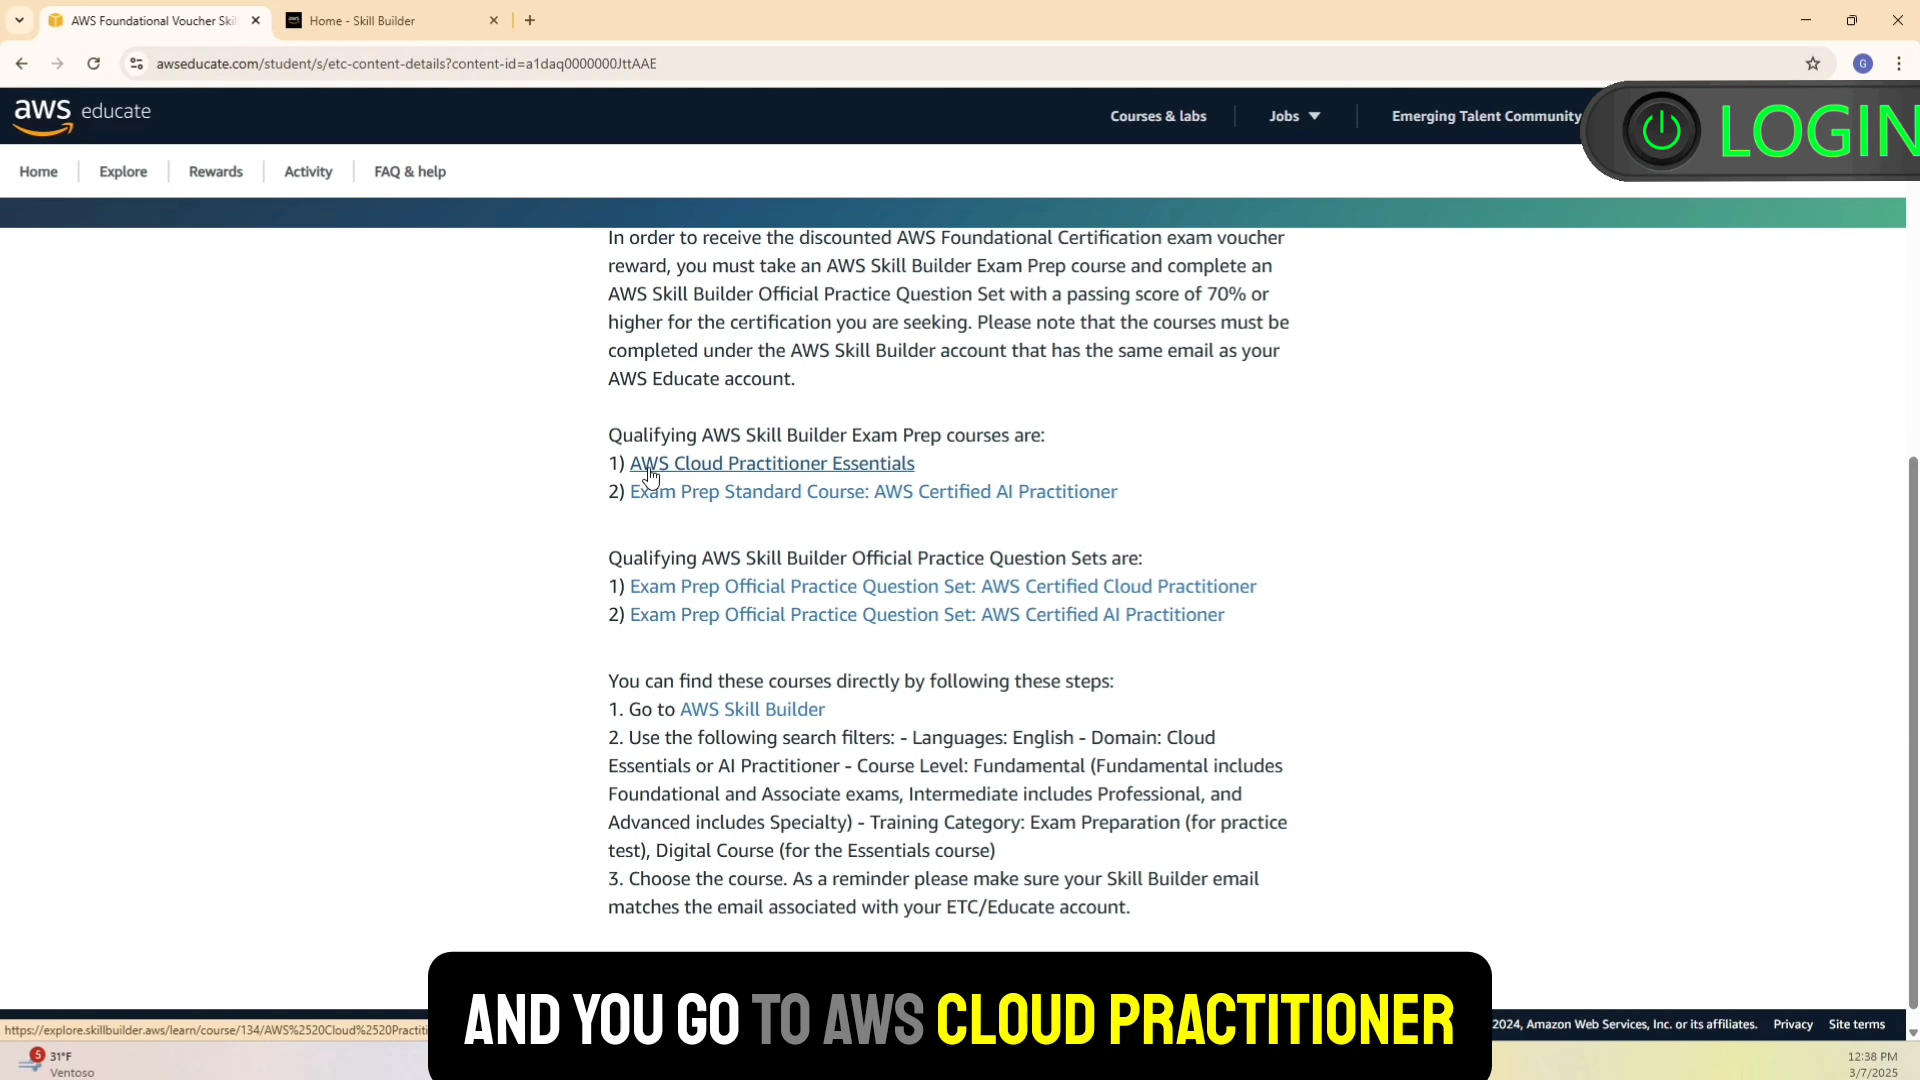 AWS Foundational Voucher Skil
Home - Skill Builder
awseducate.com/student/s/etc-content-details?content-id=a1daq0000000JttAAE
G
aws educate
Courses & labs
Jobs
Emerging Talent Community
LOGIN
Home
Explore
Rewards
Activity
FAQ & help
In order to receive the discounted AWS Foundational Certification exam voucher
reward, you must take an AWS Skill Builder Exam Prep course and complete an
AWS Skill Builder Official Practice Question Set with a passing score of 70% or
higher for the certification you are seeking. Please note that the courses must be
completed under the AWS Skill Builder account that has the same email as your
AWS Educate account.
Qualifying AWS Skill Builder Exam Prep courses are:
1) AWS Cloud Practitioner Essentials
2) Exam Prep Standard Course: AWS Certified AI Practitioner
Qualifying AWS Skill Builder Official Practice Question Sets are:
1) Exam Prep Official Practice Question Set: AWS Certified Cloud Practitioner
2) Exam Prep Official Practice Question Set: AWS Certified AI Practitioner
You can find these courses directly by following these steps:
1. Go to AWS Skill Builder
2. Use the following search filters: - Languages: English - Domain: Cloud
Essentials or AI Practitioner - Course Level: Fundamental (Fundamental includes
Foundational and Associate exams, Intermediate includes Professional, and
Advanced includes Specialty) - Training Category: Exam Preparation (for practice
test), Digital Course (for the Essentials course)
3. Choose the course. As a reminder please make sure your Skill Builder email
matches the email associated with your ETC/Educate account.
AND YOU GO TO AWS CLOUD PRACTITIONER
https://explore.skillbuilder.aws/learn/course/134/AWS%2520Cloud%2520Practiti
2024, Amazon Web Services, Inc. or its affiliates.
Privacy
Site terms
5
31°F
Ventoso
12:38 PM
3/7/2025